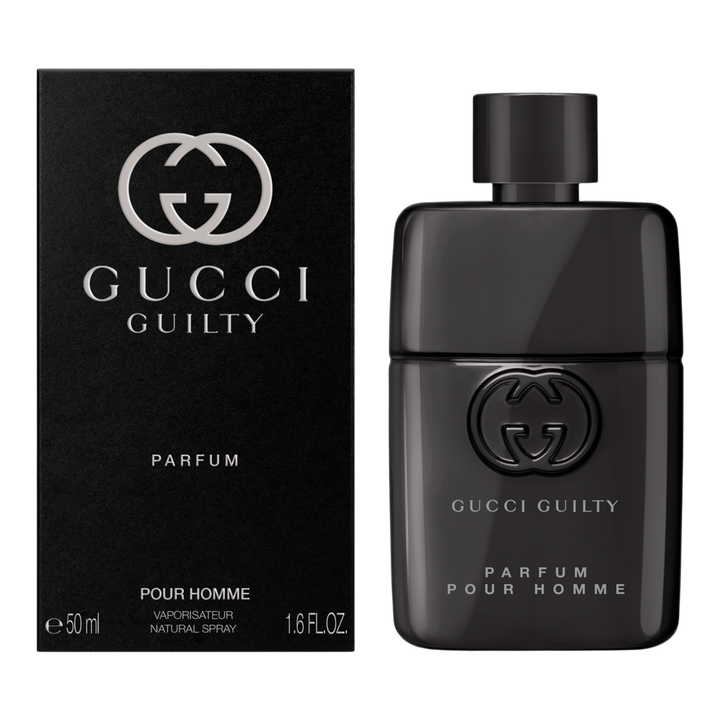 GUCCI
GUILTY
PARFUM
POUR HOMME
VAPORISATEUR
NATURAL SPRAY
℮50 ml
1.6 FL.OZ.
GUCCI GUILTY
PARFUM
POUR HOMME